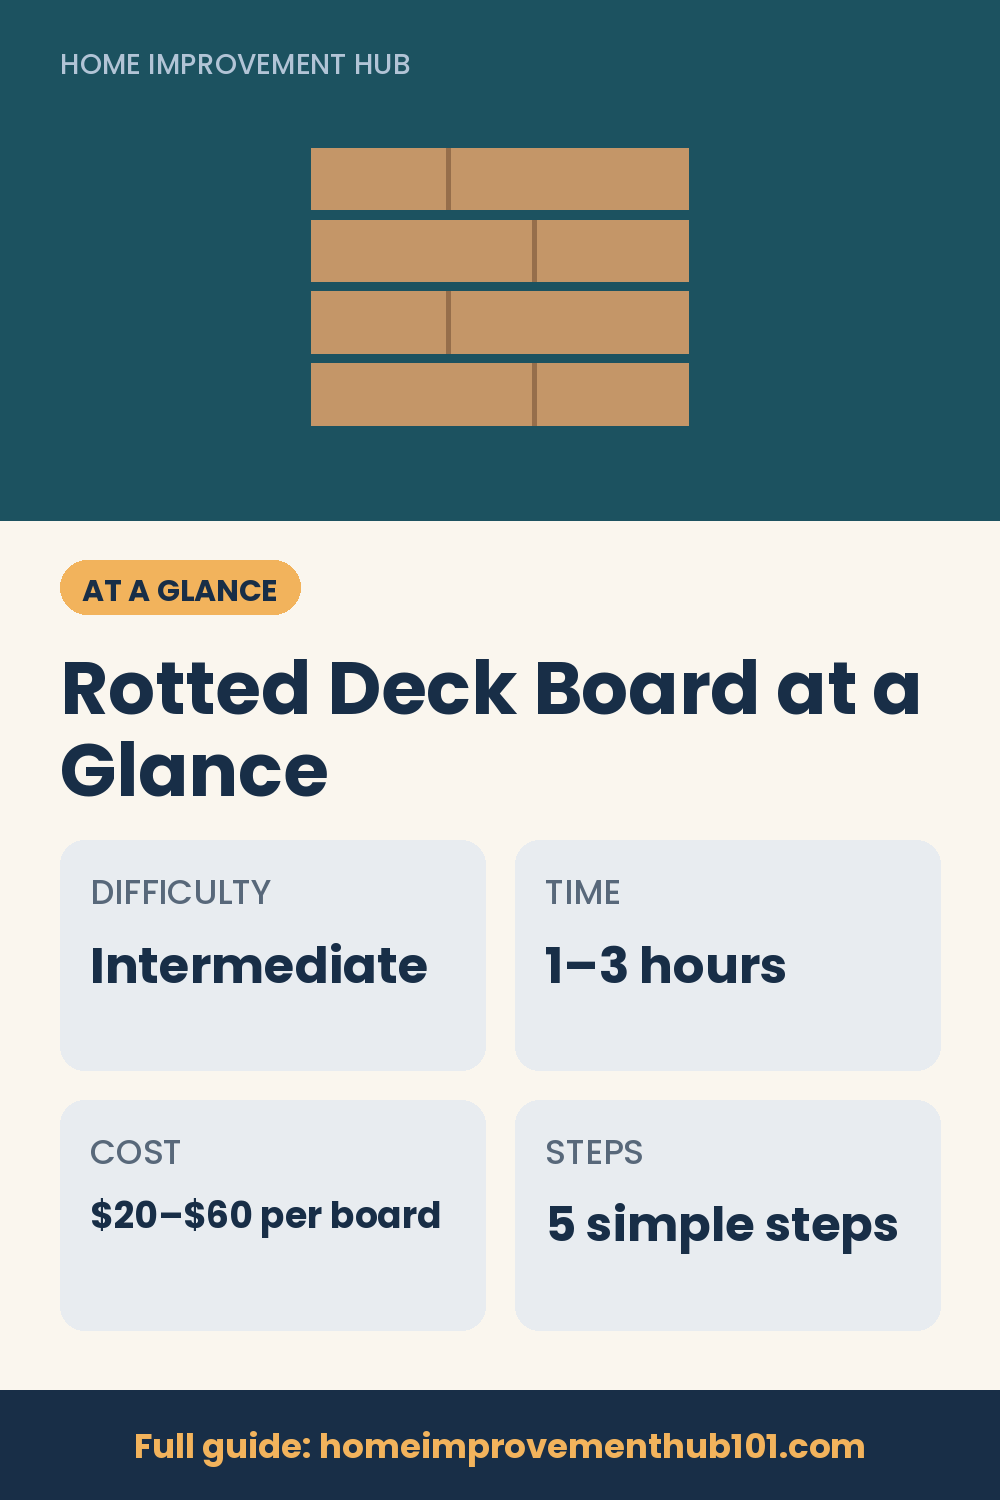 HOME IMPROVEMENT HUB
AT A GLANCE
Rotted Deck Board at a
Glance
DIFFICULTY
Intermediate
TIME
1–3 hours
COST
$20–$60 per board
STEPS
5 simple steps
Full guide: homeimprovementhub101.com